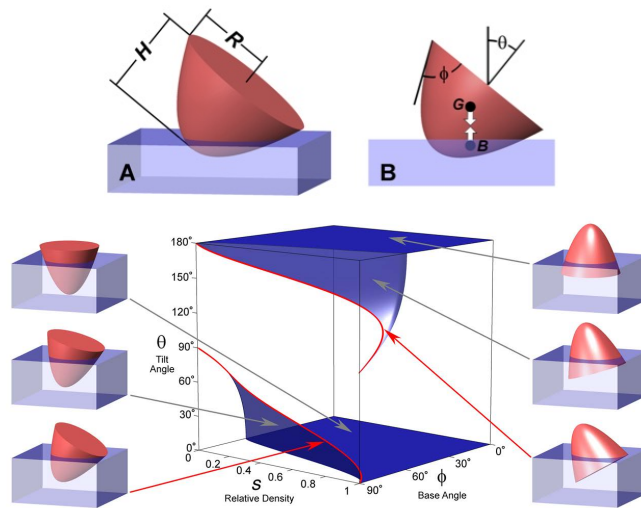 H
R
A
θ
ϕ
G
B
B
180˚
150˚
120˚
90˚
60˚
30˚
0˚
θ
Tilt
Angle
0
0.2
0.4
0.6
0.8
1
S
Relative Density
90˚
60˚
30˚
0˚
ϕ
Base Angle